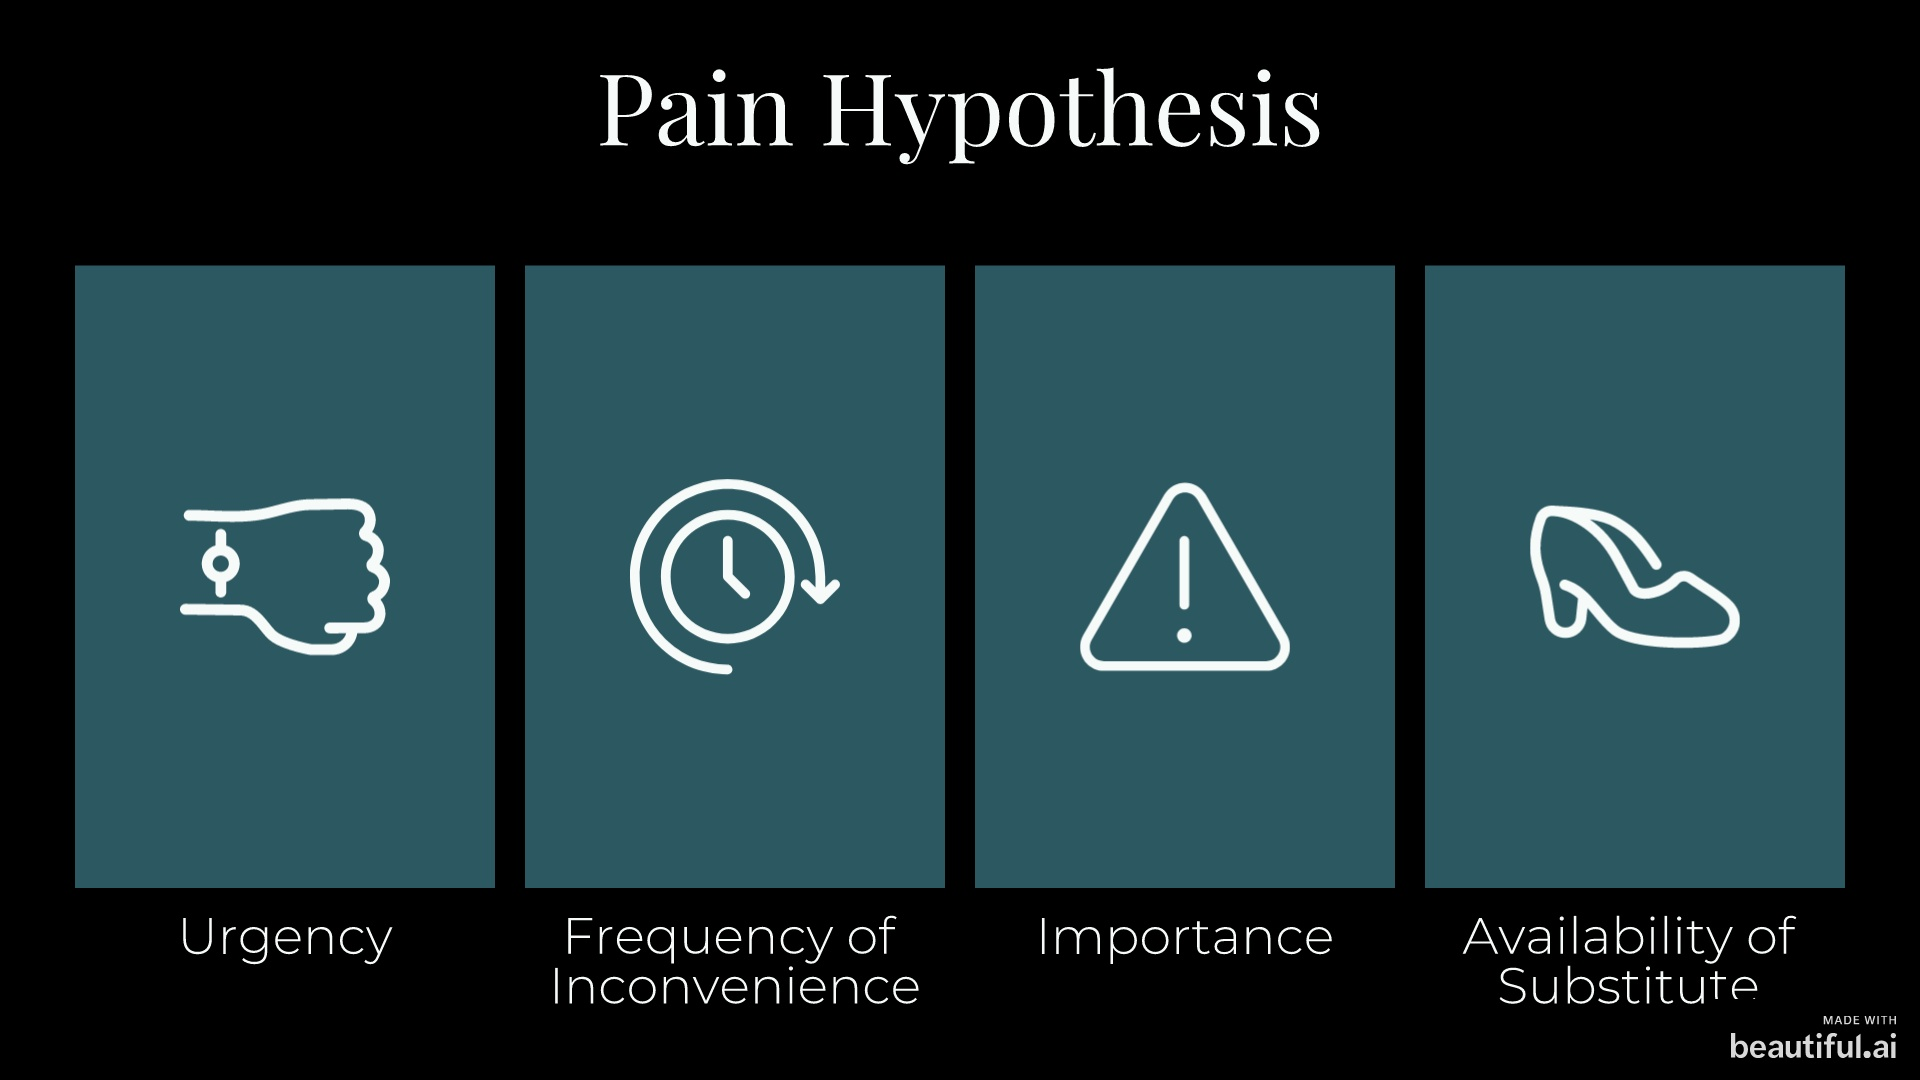 Pain Hypothesis
Urgency
Frequency of
Inconvenience
Importance
Availability of
Substitute
MADE WITH
beautiful.ai